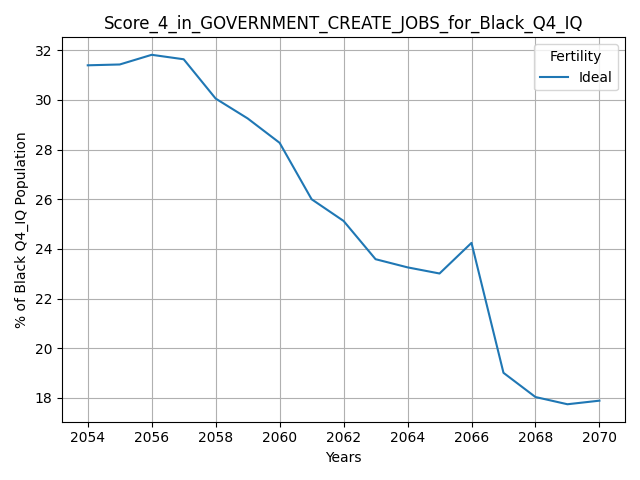 Score_4_in_GOVERNMENT_CREATE_JOBS_for_Black_Q4_IQ
Fertility
Ideal
% of Black Q4_IQ Population
32
30
28
26
24
22
20
18
2054 2056 2058 2060 2062 2064 2066 2068 2070
Years